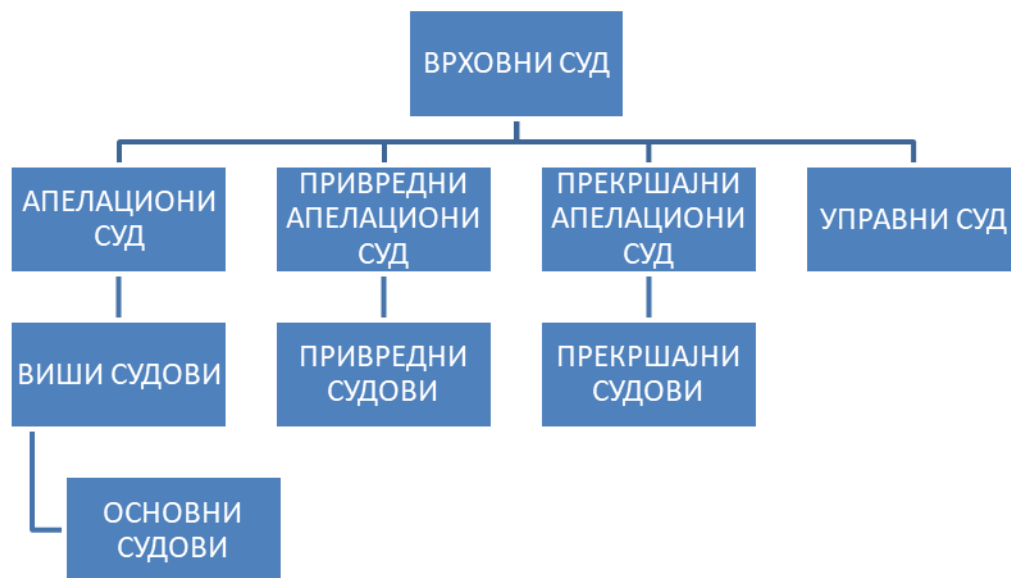 ВРХОВНИ СУД
АПЕЛАЦИОНИ
СУД
ПРИВРЕДНИ
АПЕЛАЦИОНИ
СУД
ПРЕКРШАЈНИ
АПЕЛАЦИОНИ
СУД
УПРАВНИ СУД
ВИШИ СУДОВИ
ПРИВРЕДНИ
СУДОВИ
ПРЕКРШАЈНИ
СУДОВИ
ОСНОВНИ
СУДОВИ